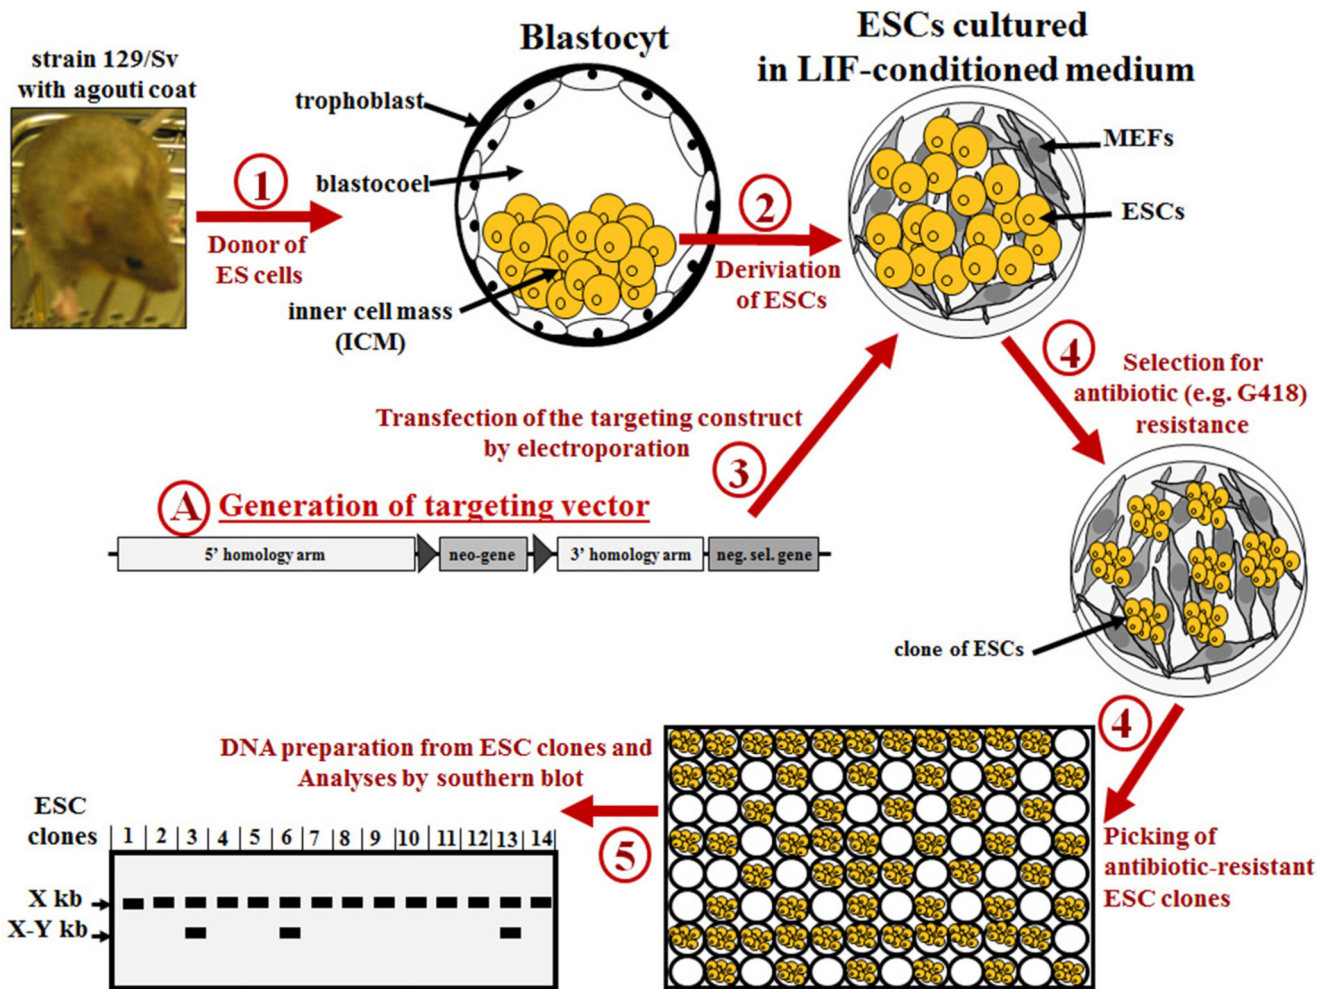 strain 129/Sv
with agouti coat
Blastocyt
ESCs cultured
in LIF-conditioned medium
trophoblast
blastocoel
inner cell mass
(ICM)
1
Donor of
ES cells
2
Deriviation
of ESCs
MEFs
ESCs
Transfection of the targeting construct
by electroporation
3
4
Selection for
antibiotic (e.g. G418)
resistance
A Generation of targeting vector
5’ homology arm neo-gene 3’ homology arm neg. sel. gene
clone of ESCs
4
Picking of
antibiotic-resistant
ESC clones
DNA preparation from ESC clones and
Analyses by southern blot
5
ESC
clones
1 2 3 4 5 6 7 8 9 10 11 12 13 14
X kb
X-Y kb